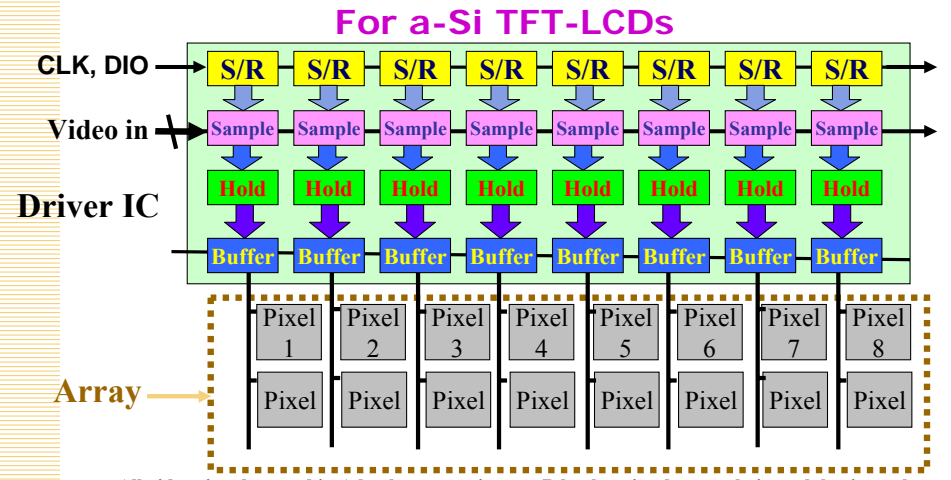 For a-Si TFT-LCDs
CLK, DIO
S/R S/R S/R S/R S/R S/R S/R S/R
Video in
Sample Sample Sample Sample Sample Sample Sample Sample
Driver IC
Hold Hold Hold Hold Hold Hold Hold Hold
Buffer Buffer Buffer Buffer Buffer Buffer Buffer Buffer
Array
Pixel 1 Pixel 2 Pixel 3 Pixel 4 Pixel 5 Pixel 6 Pixel 7 Pixel 8
Pixel Pixel Pixel Pixel Pixel Pixel Pixel Pixel